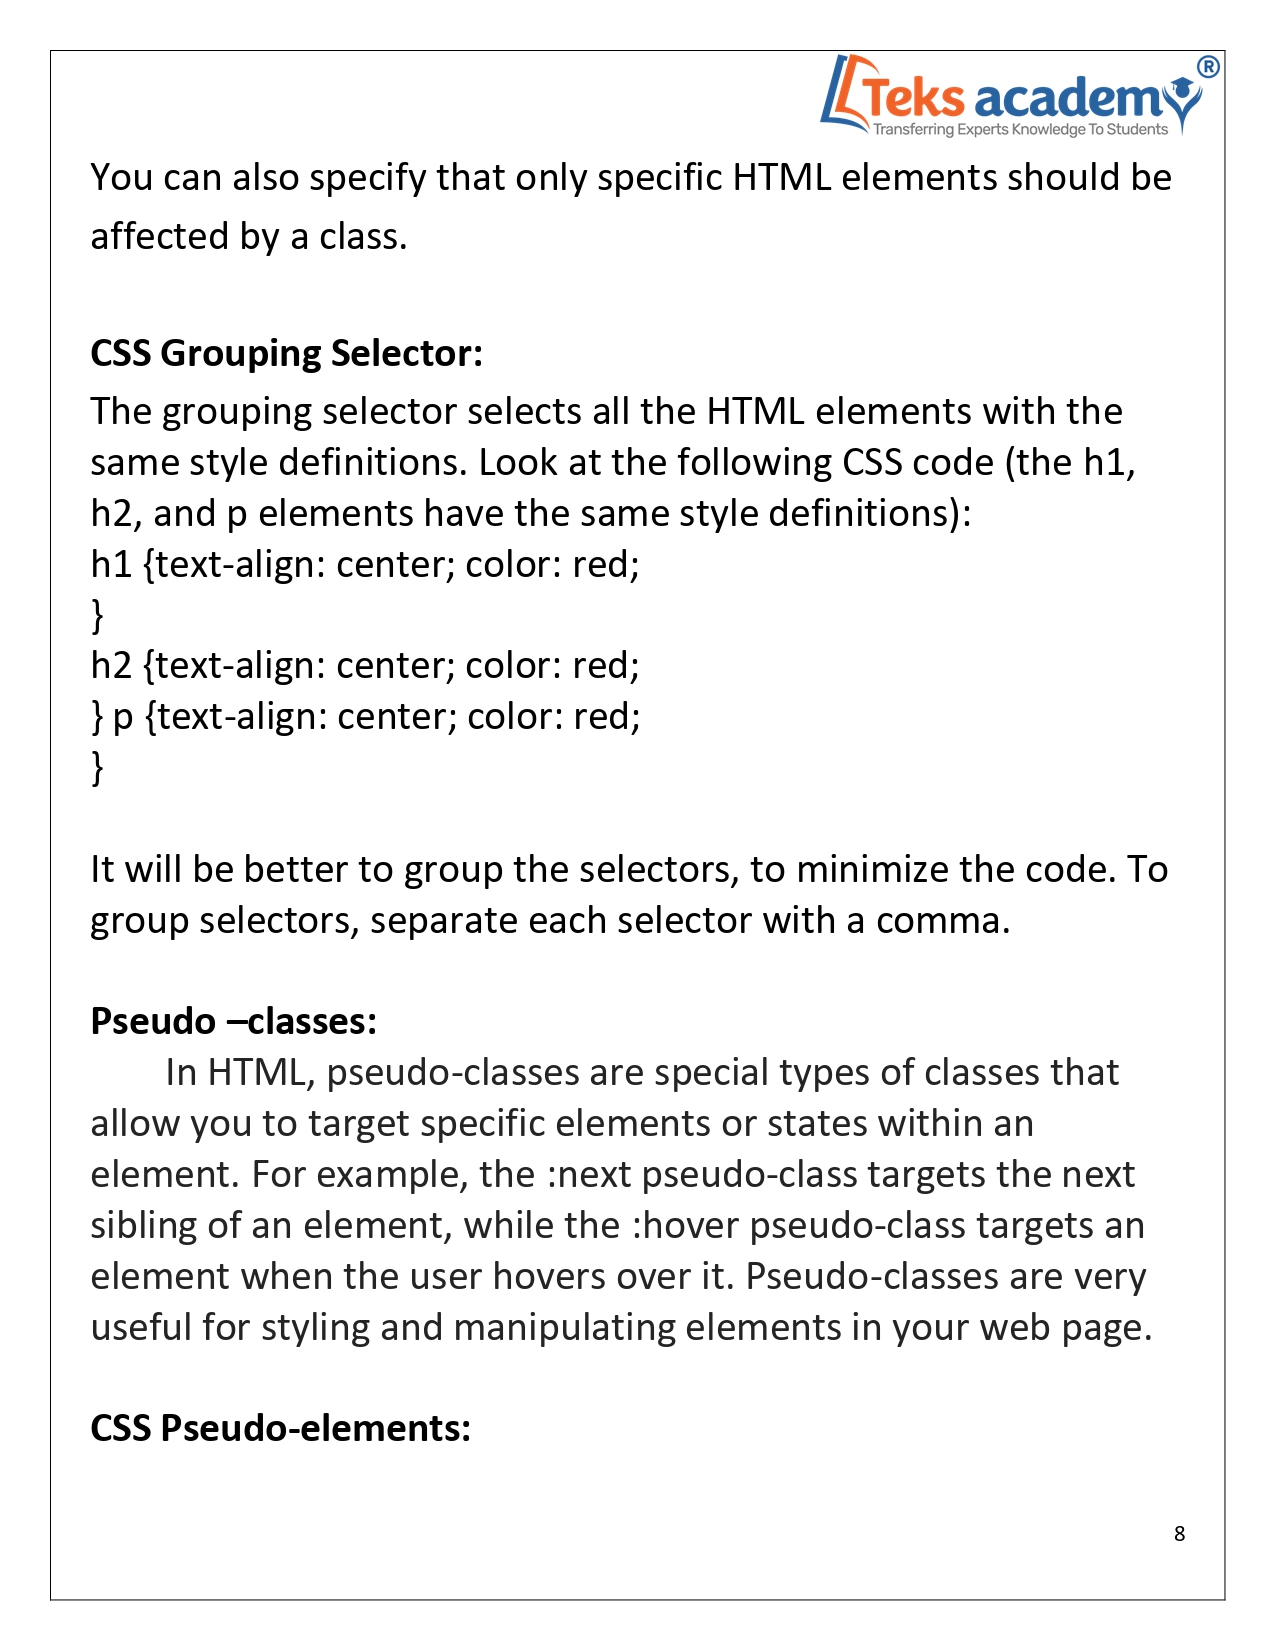 Teks academy®
Transferring Experts Knowledge To Students
You can also specify that only specific HTML elements should be
affected by a class.
CSS Grouping Selector:
The grouping selector selects all the HTML elements with the
same style definitions. Look at the following CSS code (the h1,
h2, and p elements have the same style definitions):
h1 {text-align: center; color: red;
}
h2 {text-align: center; color: red;
} p {text-align: center; color: red;
}
It will be better to group the selectors, to minimize the code. To
group selectors, separate each selector with a comma.
Pseudo –classes:
In HTML, pseudo-classes are special types of classes that
allow you to target specific elements or states within an
element. For example, the :next pseudo-class targets the next
sibling of an element, while the :hover pseudo-class targets an
element when the user hovers over it. Pseudo-classes are very
useful for styling and manipulating elements in your web page.
CSS Pseudo-elements:
8